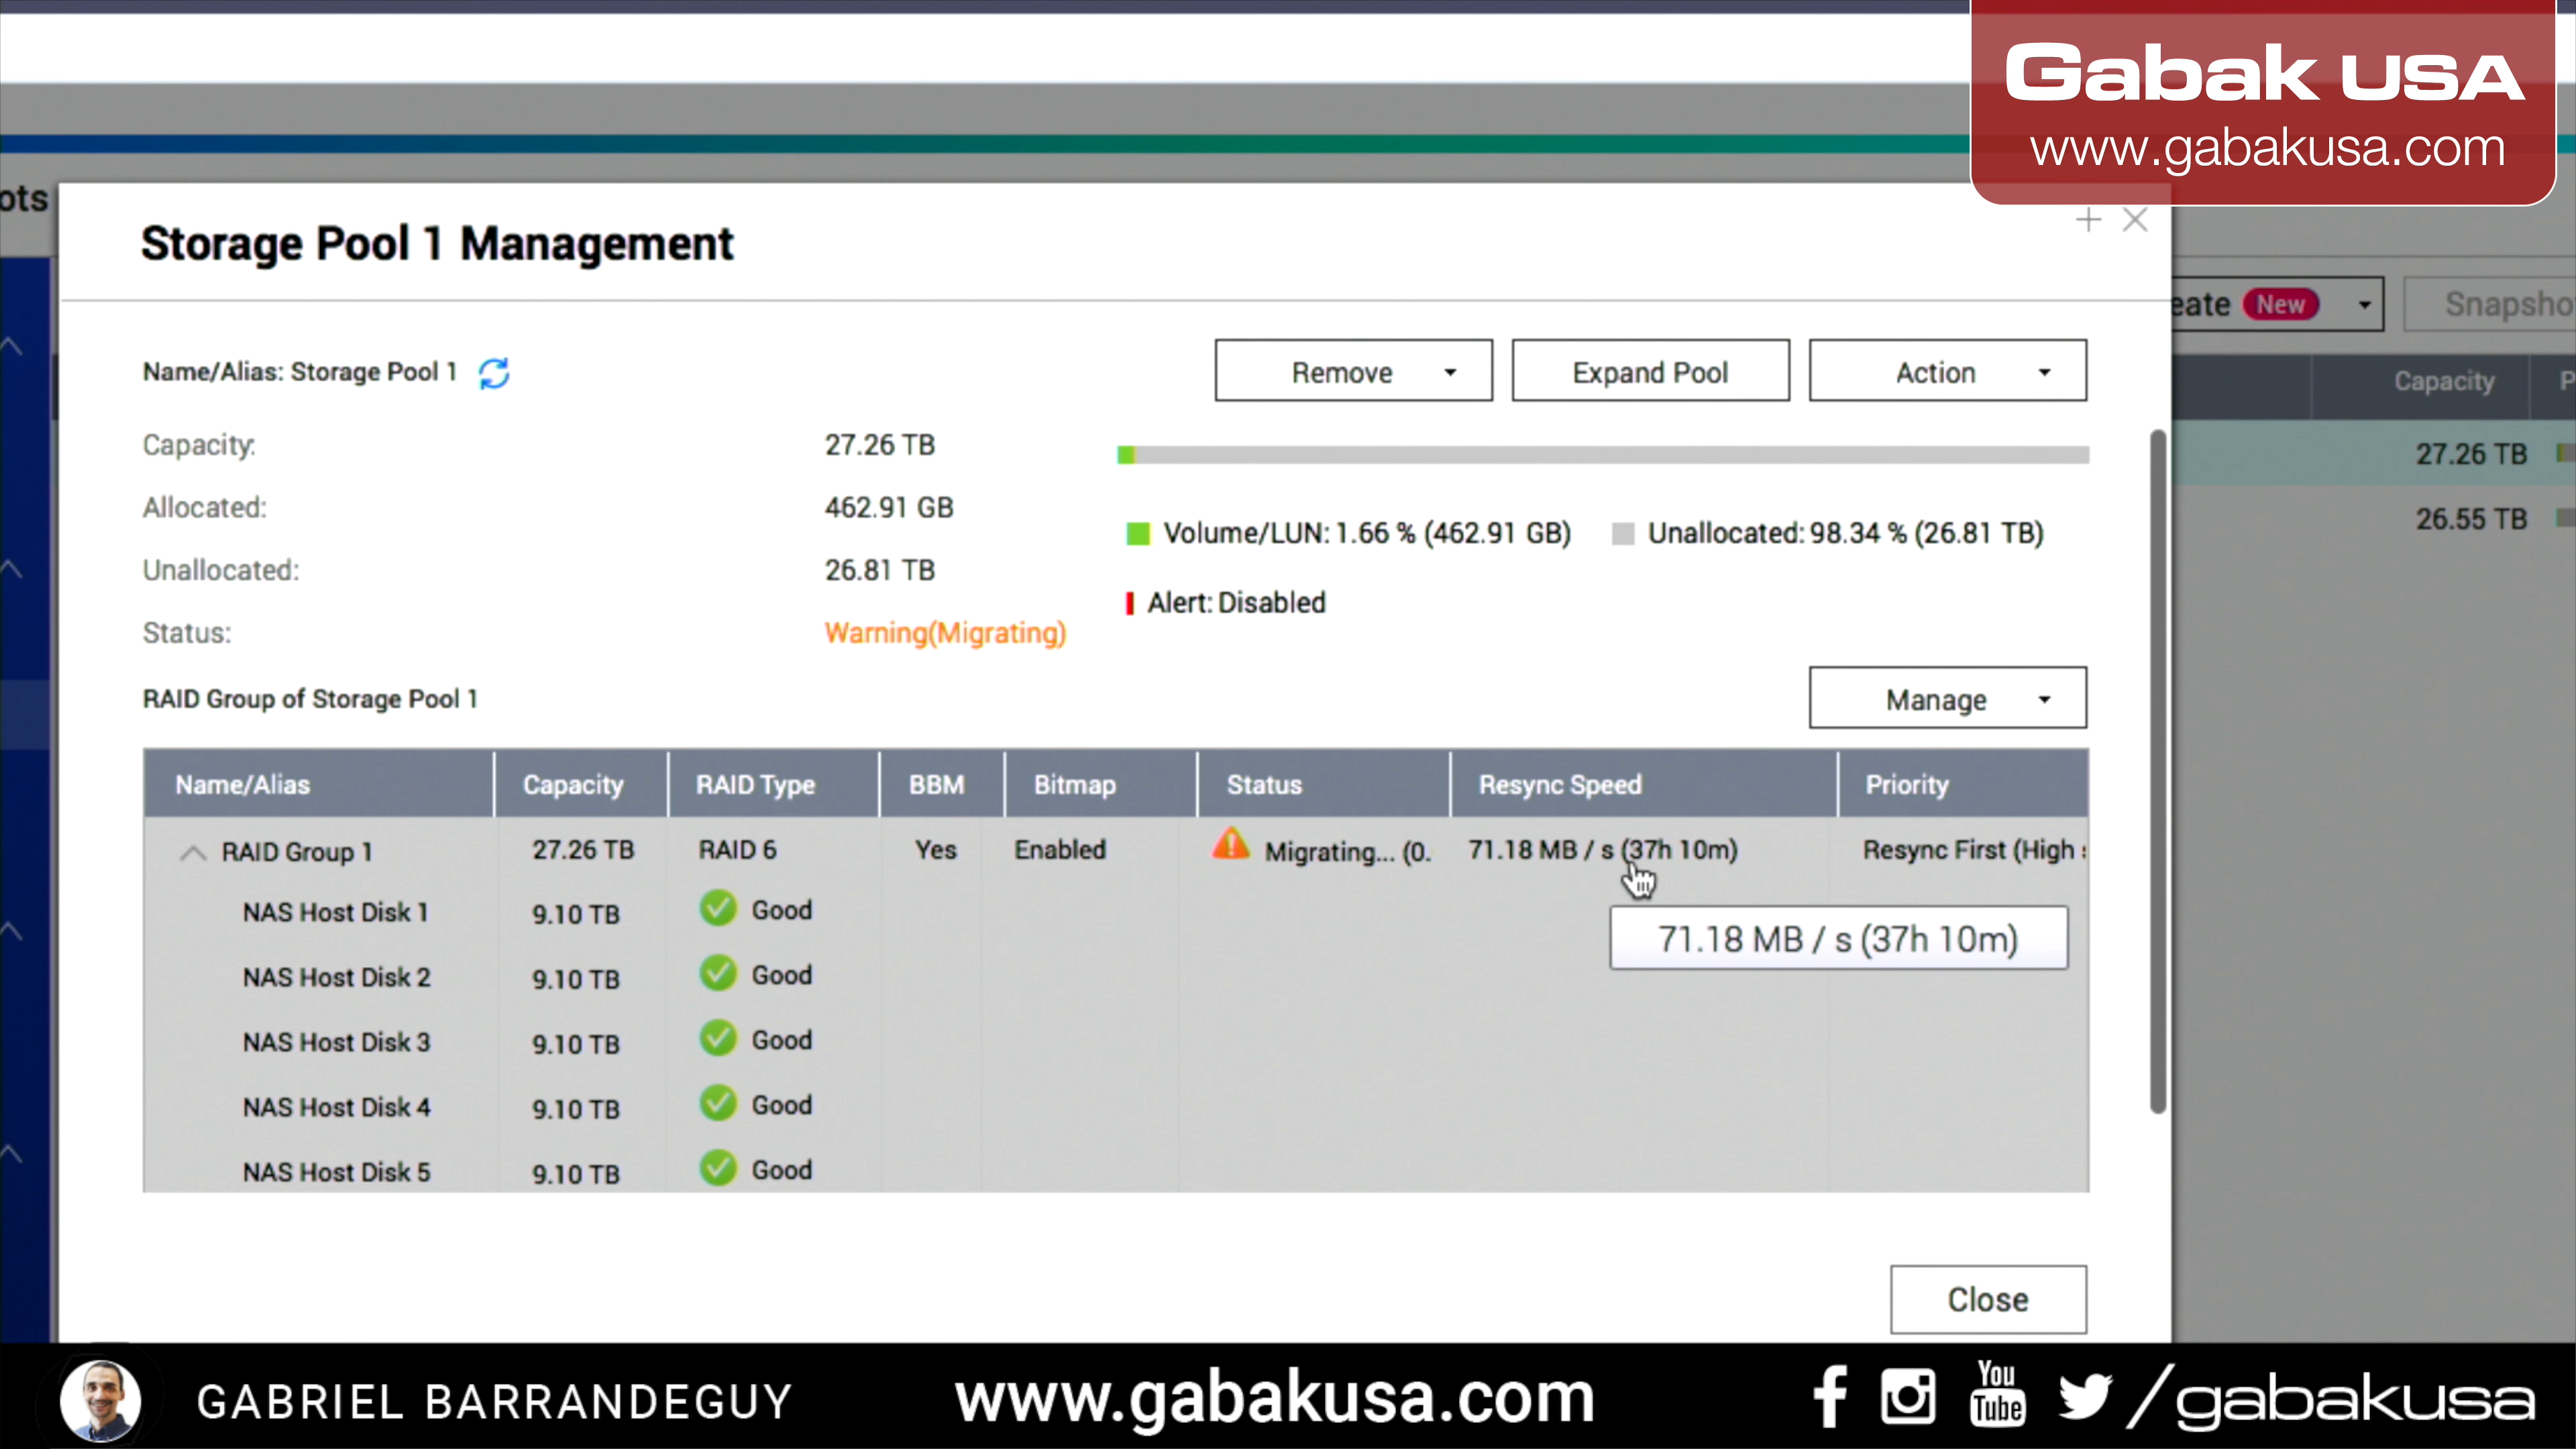 Gabak USA
www.gabakusa.com
ots
Storage Pool 1 Management
eate New
Snapsho
Name/Alias: Storage Pool 1
Remove
Expand Pool
Action
Capacity
P
Capacity: 27.26 TB
27.26 TB
Allocated: 462.91 GB
26.55 TB
Volume/LUN: 1.66 % (462.91 GB) Unallocated: 98.34 % (26.81 TB)
Unallocated: 26.81 TB
Alert: Disabled
Status: Warning(Migrating)
RAID Group of Storage Pool 1
Manage
Name/Alias Capacity RAID Type BBM Bitmap Status Resync Speed Priority
RAID Group 1 27.26 TB RAID 6 Yes Enabled Migrating... (0. 71.18 MB / s (37h 10m) Resync First (High s
NAS Host Disk 1 9.10 TB Good
71.18 MB / s (37h 10m)
NAS Host Disk 2 9.10 TB Good
NAS Host Disk 3 9.10 TB Good
NAS Host Disk 4 9.10 TB Good
NAS Host Disk 5 9.10 TB Good
Close
GABRIEL BARRANDEGUY
www.gabakusa.com
You
Tube
/gabakusa